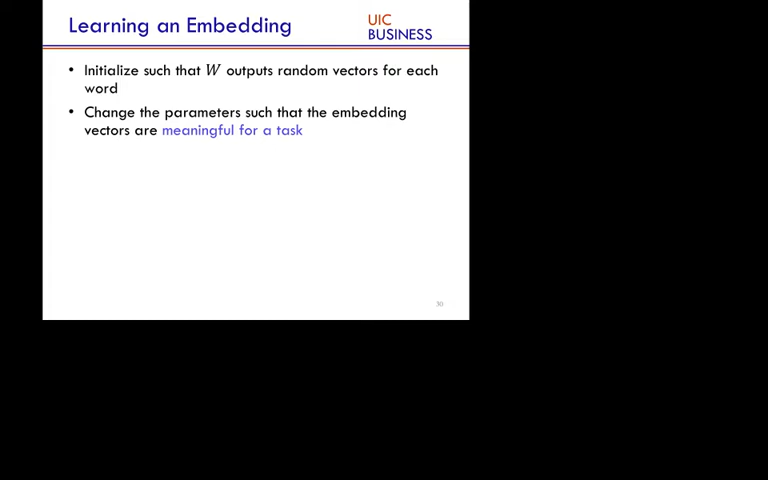 Learning an Embedding
UIC
BUSINESS
• Initialize such that W outputs random vectors for each
word
• Change the parameters such that the embedding
vectors are meaningful for a task
30